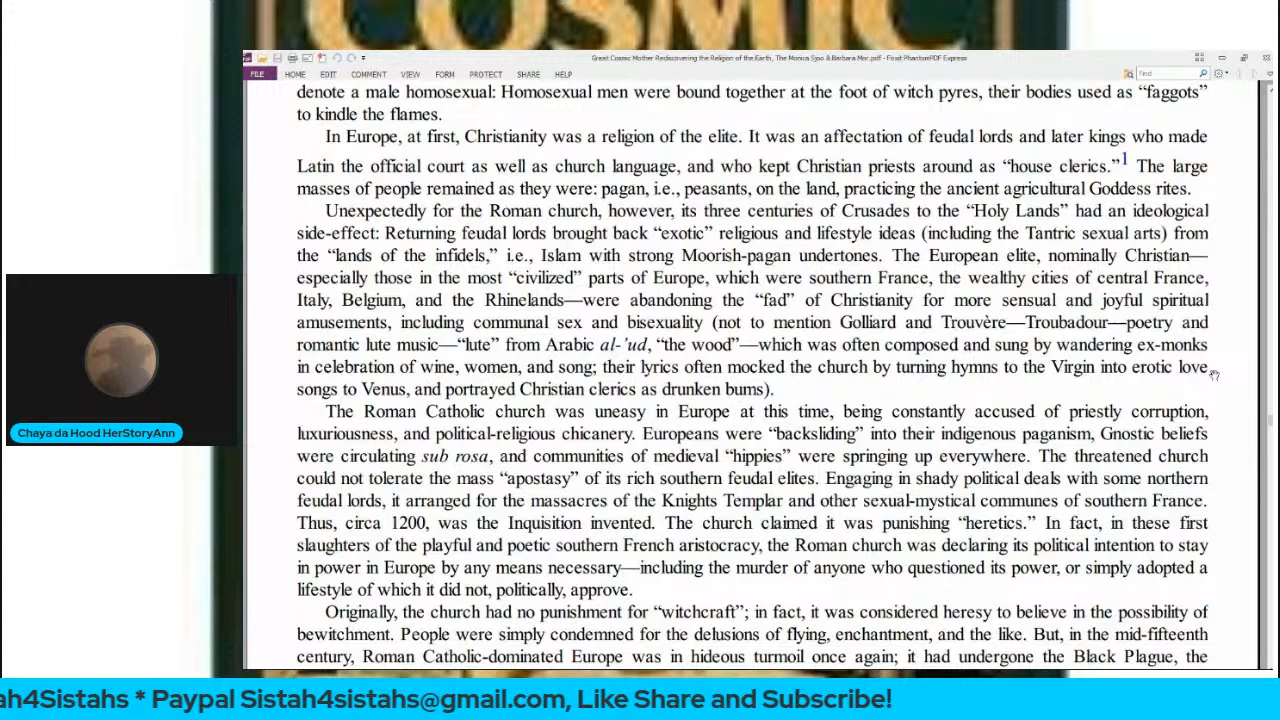 COSMIC
Great Cosmic Mother Rediscovering the Religion of the Earth, The Monica Sjoo & Barbara Mor.pdf - Foxit PhantomPDF Express
FILE HOME EDIT COMMENT VIEW FORM PROTECT SHARE HELP Find
denote a male homosexual: Homosexual men were bound together at the foot of witch pyres, their bodies used as “faggots”
to kindle the flames.
In Europe, at first, Christianity was a religion of the elite. It was an affectation of feudal lords and later kings who made
Latin the official court as well as church language, and who kept Christian priests around as “house clerics.”1 The large
masses of people remained as they were: pagan, i.e., peasants, on the land, practicing the ancient agricultural Goddess rites.
Unexpectedly for the Roman church, however, its three centuries of Crusades to the “Holy Lands” had an ideological
side-effect: Returning feudal lords brought back “exotic” religious and lifestyle ideas (including the Tantric sexual arts) from
the “lands of the infidels,” i.e., Islam with strong Moorish-pagan undertones. The European elite, nominally Christian—
especially those in the most “civilized” parts of Europe, which were southern France, the wealthy cities of central France,
Italy, Belgium, and the Rhinelands—were abandoning the “fad” of Christianity for more sensual and joyful spiritual
amusements, including communal sex and bisexuality (not to mention Golliard and Trouvère—Troubadour—poetry and
romantic lute music—“lute” from Arabic al-’ud, “the wood”—which was often composed and sung by wandering ex-monks
in celebration of wine, women, and song; their lyrics often mocked the church by turning hymns to the Virgin into erotic love
songs to Venus, and portrayed Christian clerics as drunken bums).
The Roman Catholic church was uneasy in Europe at this time, being constantly accused of priestly corruption,
luxuriousness, and political-religious chicanery. Europeans were “backsliding” into their indigenous paganism, Gnostic beliefs
were circulating sub rosa, and communities of medieval “hippies” were springing up everywhere. The threatened church
could not tolerate the mass “apostasy” of its rich southern feudal elites. Engaging in shady political deals with some northern
feudal lords, it arranged for the massacres of the Knights Templar and other sexual-mystical communes of southern France.
Thus, circa 1200, was the Inquisition invented. The church claimed it was punishing “heretics.” In fact, in these first
slaughters of the playful and poetic southern French aristocracy, the Roman church was declaring its political intention to stay
in power in Europe by any means necessary—including the murder of anyone who questioned its power, or simply adopted a
lifestyle of which it did not, politically, approve.
Originally, the church had no punishment for “witchcraft”; in fact, it was considered heresy to believe in the possibility of
bewitchment. People were simply condemned for the delusions of flying, enchantment, and the like. But, in the mid-fifteenth
century, Roman Catholic-dominated Europe was in hideous turmoil once again; it had undergone the Black Plague, the
Chaya da Hood HerStoryAnn
ah4Sistahs * Paypal Sistah4sistahs@gmail.com, Like Share and Subscribe!